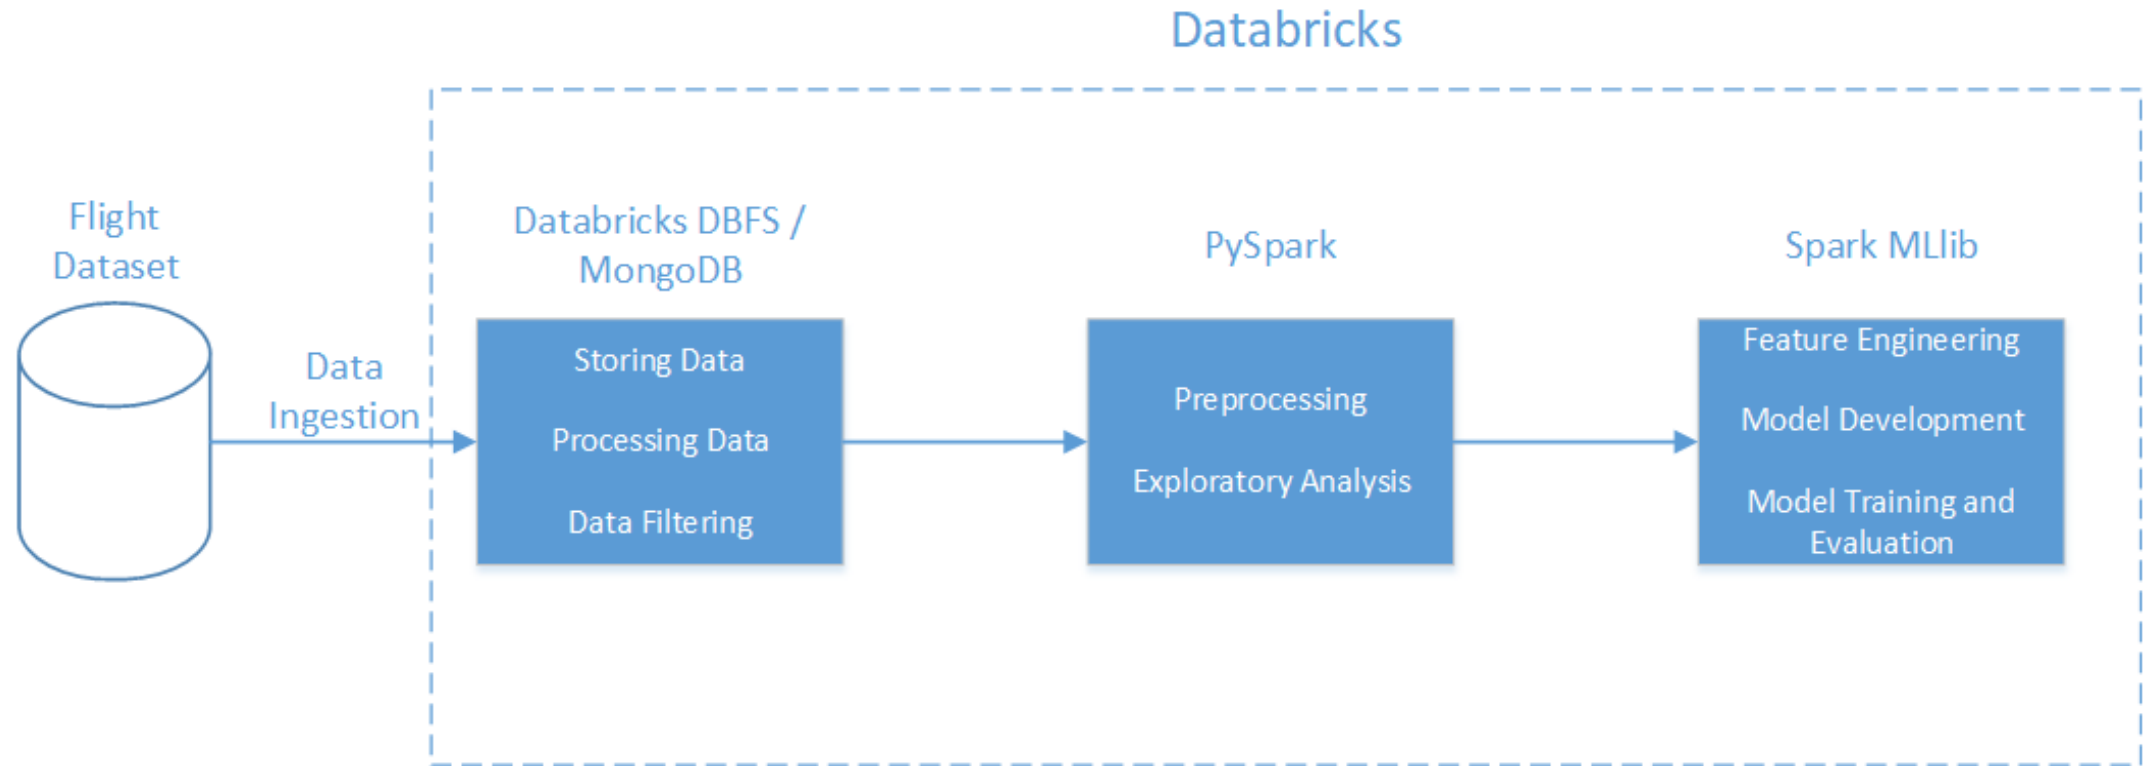 Databricks
Flight
Dataset
Data
Ingestion
Databricks DBFS /
MongoDB
Storing Data
Processing Data
Data Filtering
PySpark
Preprocessing
Exploratory Analysis
Spark MLlib
Feature Engineering
Model Development
Model Training and
Evaluation